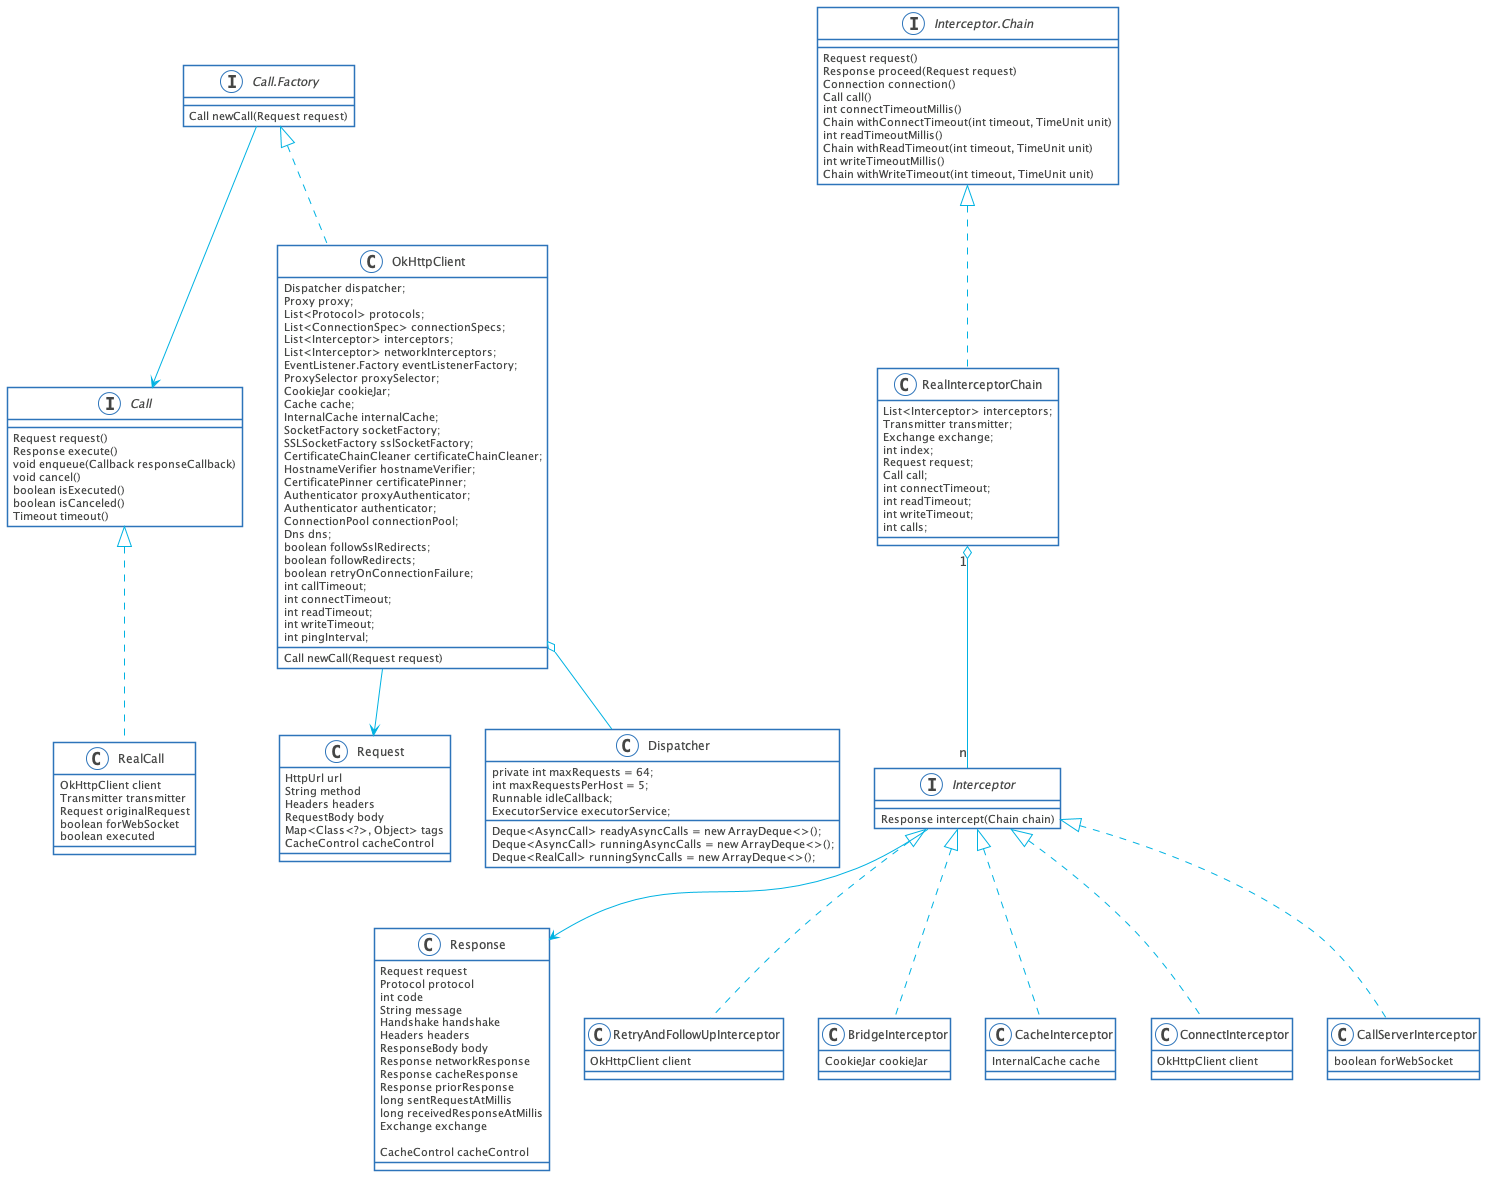 Interceptor.Chain
Request request()
Response proceed(Request request)
Connection connection()
Call call()
int connectTimeoutMillis()
Chain withConnectTimeout(int timeout, TimeUnit unit)
int readTimeoutMillis()
Chain withReadTimeout(int timeout, TimeUnit unit)
int writeTimeoutMillis()
Chain withWriteTimeout(int timeout, TimeUnit unit)
Call.Factory
Call newCall(Request request)
OkHttpClient
Dispatcher dispatcher;
Proxy proxy;
List<Protocol> protocols;
List<ConnectionSpec> connectionSpecs;
List<Interceptor> interceptors;
List<Interceptor> networkInterceptors;
EventListener.Factory eventListenerFactory;
ProxySelector proxySelector;
CookieJar cookieJar;
Cache cache;
InternalCache internalCache;
SocketFactory socketFactory;
SSLSocketFactory sslSocketFactory;
CertificateChainCleaner certificateChainCleaner;
HostnameVerifier hostnameVerifier;
CertificatePinner certificatePinner;
Authenticator proxyAuthenticator;
Authenticator authenticator;
ConnectionPool connectionPool;
Dns dns;
boolean followSslRedirects;
boolean followRedirects;
boolean retryOnConnectionFailure;
int callTimeout;
int connectTimeout;
int readTimeout;
int writeTimeout;
int pingInterval;
Call newCall(Request request)
Call
Request request()
Response execute()
void enqueue(Callback responseCallback)
void cancel()
boolean isExecuted()
boolean isCanceled()
Timeout timeout()
RealInterceptorChain
List<Interceptor> interceptors;
Transmitter transmitter;
Exchange exchange;
int index;
Request request;
Call call;
int connectTimeout;
int readTimeout;
int writeTimeout;
int calls;
1
n
RealCall
OkHttpClient client
Transmitter transmitter
Request originalRequest
boolean forWebSocket
boolean executed
Request
HttpUrl url
String method
Headers headers
RequestBody body
Map<Class<?>, Object> tags
CacheControl cacheControl
Dispatcher
private int maxRequests = 64;
int maxRequestsPerHost = 5;
Runnable idleCallback;
ExecutorService executorService;
Deque<AsyncCall> readyAsyncCalls = new ArrayDeque<>();
Deque<AsyncCall> runningAsyncCalls = new ArrayDeque<>();
Deque<RealCall> runningSyncCalls = new ArrayDeque<>();
Interceptor
Response intercept(Chain chain)
Response
Request request
Protocol protocol
int code
String message
Handshake handshake
Headers headers
ResponseBody body
Response networkResponse
Response cacheResponse
Response priorResponse
long sentRequestAtMillis
long receivedResponseAtMillis
Exchange exchange
CacheControl cacheControl
RetryAndFollowUpInterceptor
OkHttpClient client
BridgeInterceptor
CookieJar cookieJar
CacheInterceptor
InternalCache cache
ConnectInterceptor
OkHttpClient client
CallServerInterceptor
boolean forWebSocket